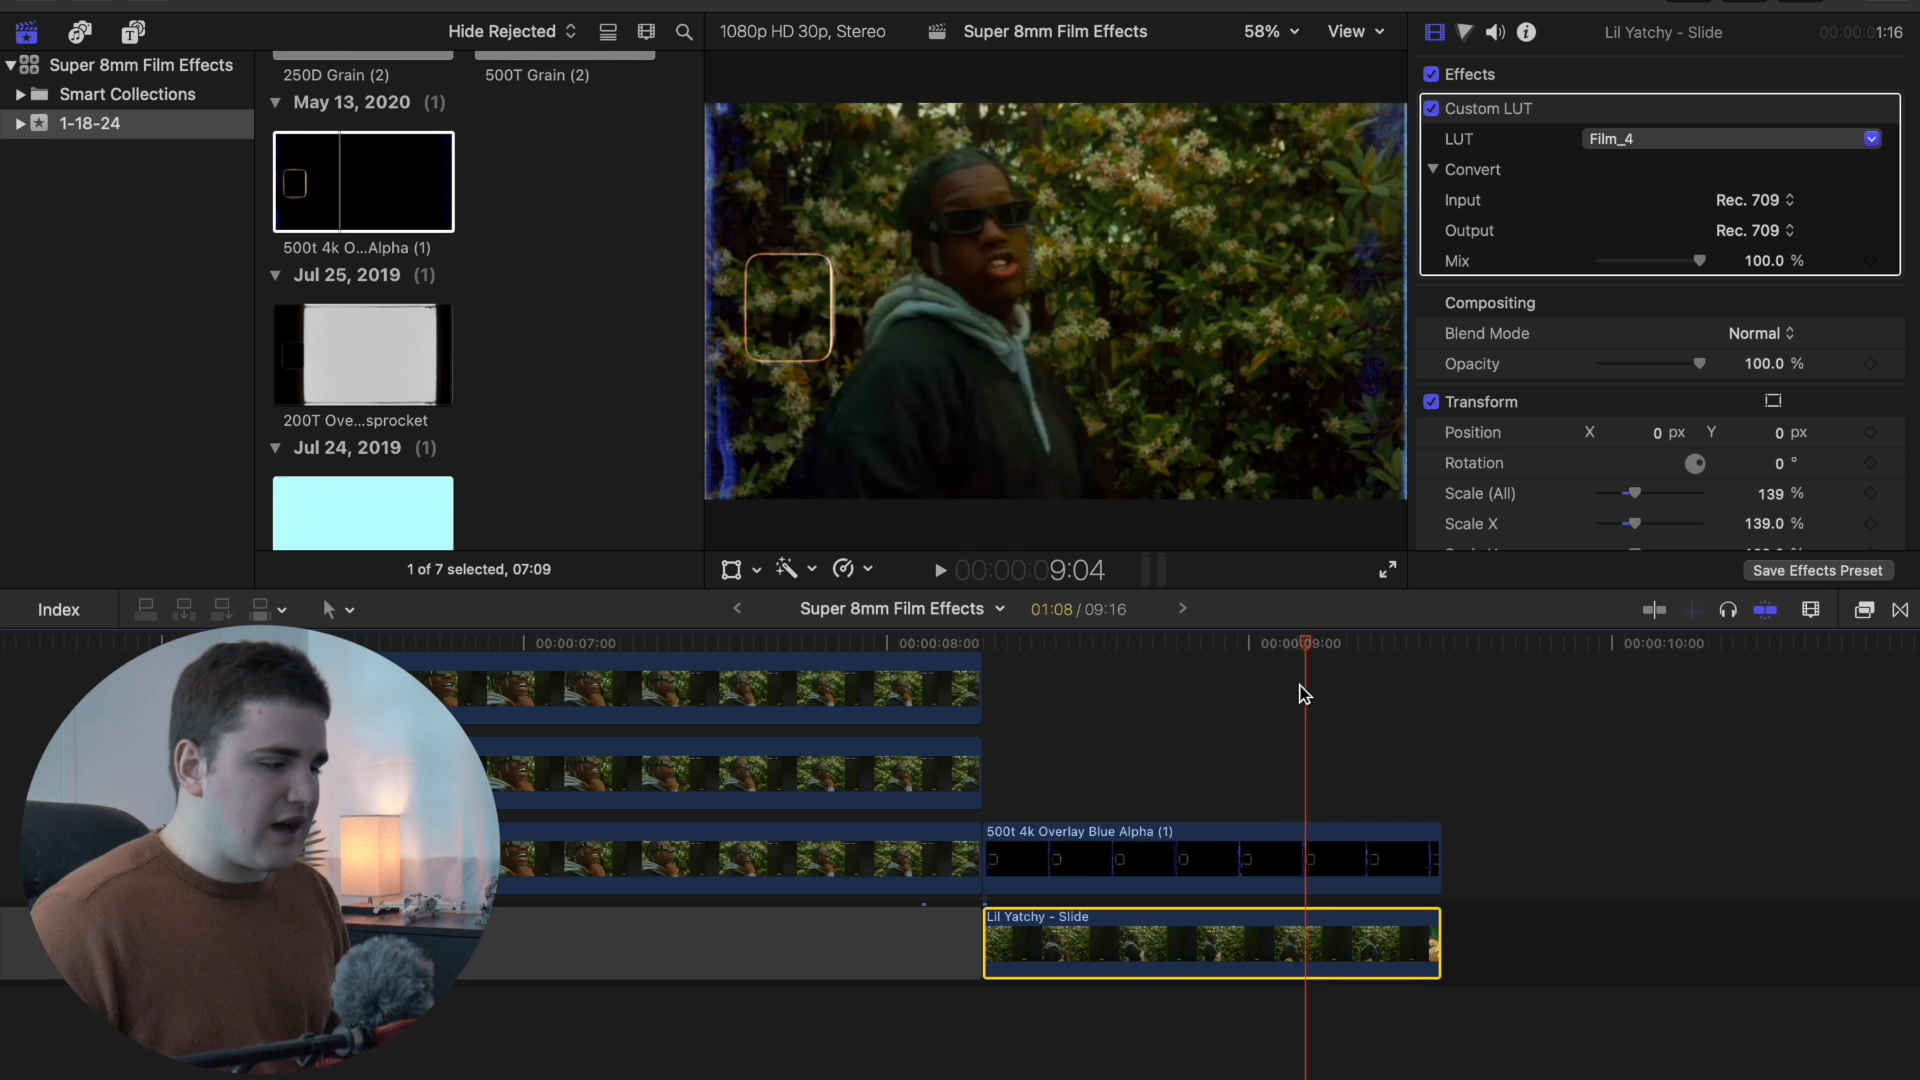 Hide Rejected
1080p HD 30p, Stereo
Super 8mm Film Effects
58%
View
Lil Yatchy - Slide
00:00:01:16
Super 8mm Film Effects
Smart Collections
1-18-24
250D Grain (2)
500T Grain (2)
May 13, 2020 (1)
500t 4k O...Alpha (1)
Jul 25, 2019 (1)
200T Ove...sprocket
Jul 24, 2019 (1)
1 of 7 selected, 07:09
00:00:09:04
Effects
Custom LUT
LUT
Film_4
Convert
Input
Rec. 709
Output
Rec. 709
Mix
100.0 %
Compositing
Blend Mode
Normal
Opacity
100.0 %
Transform
Position
X
0 px
Y
0 px
Rotation
0 °
Scale (All)
139 %
Scale X
139.0 %
Save Effects Preset
Index
Super 8mm Film Effects
01:08 / 09:16
00:00:07:00
00:00:08:00
00:00:09:00
00:00:10:00
500t 4k Overlay Blue Alpha (1)
Lil Yatchy - Slide